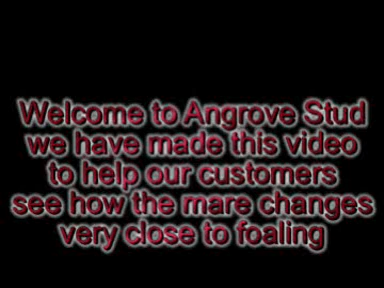 Welcome to Angrove Stud
we have made this video
to help our customers
see how the mare changes
very close to foaling